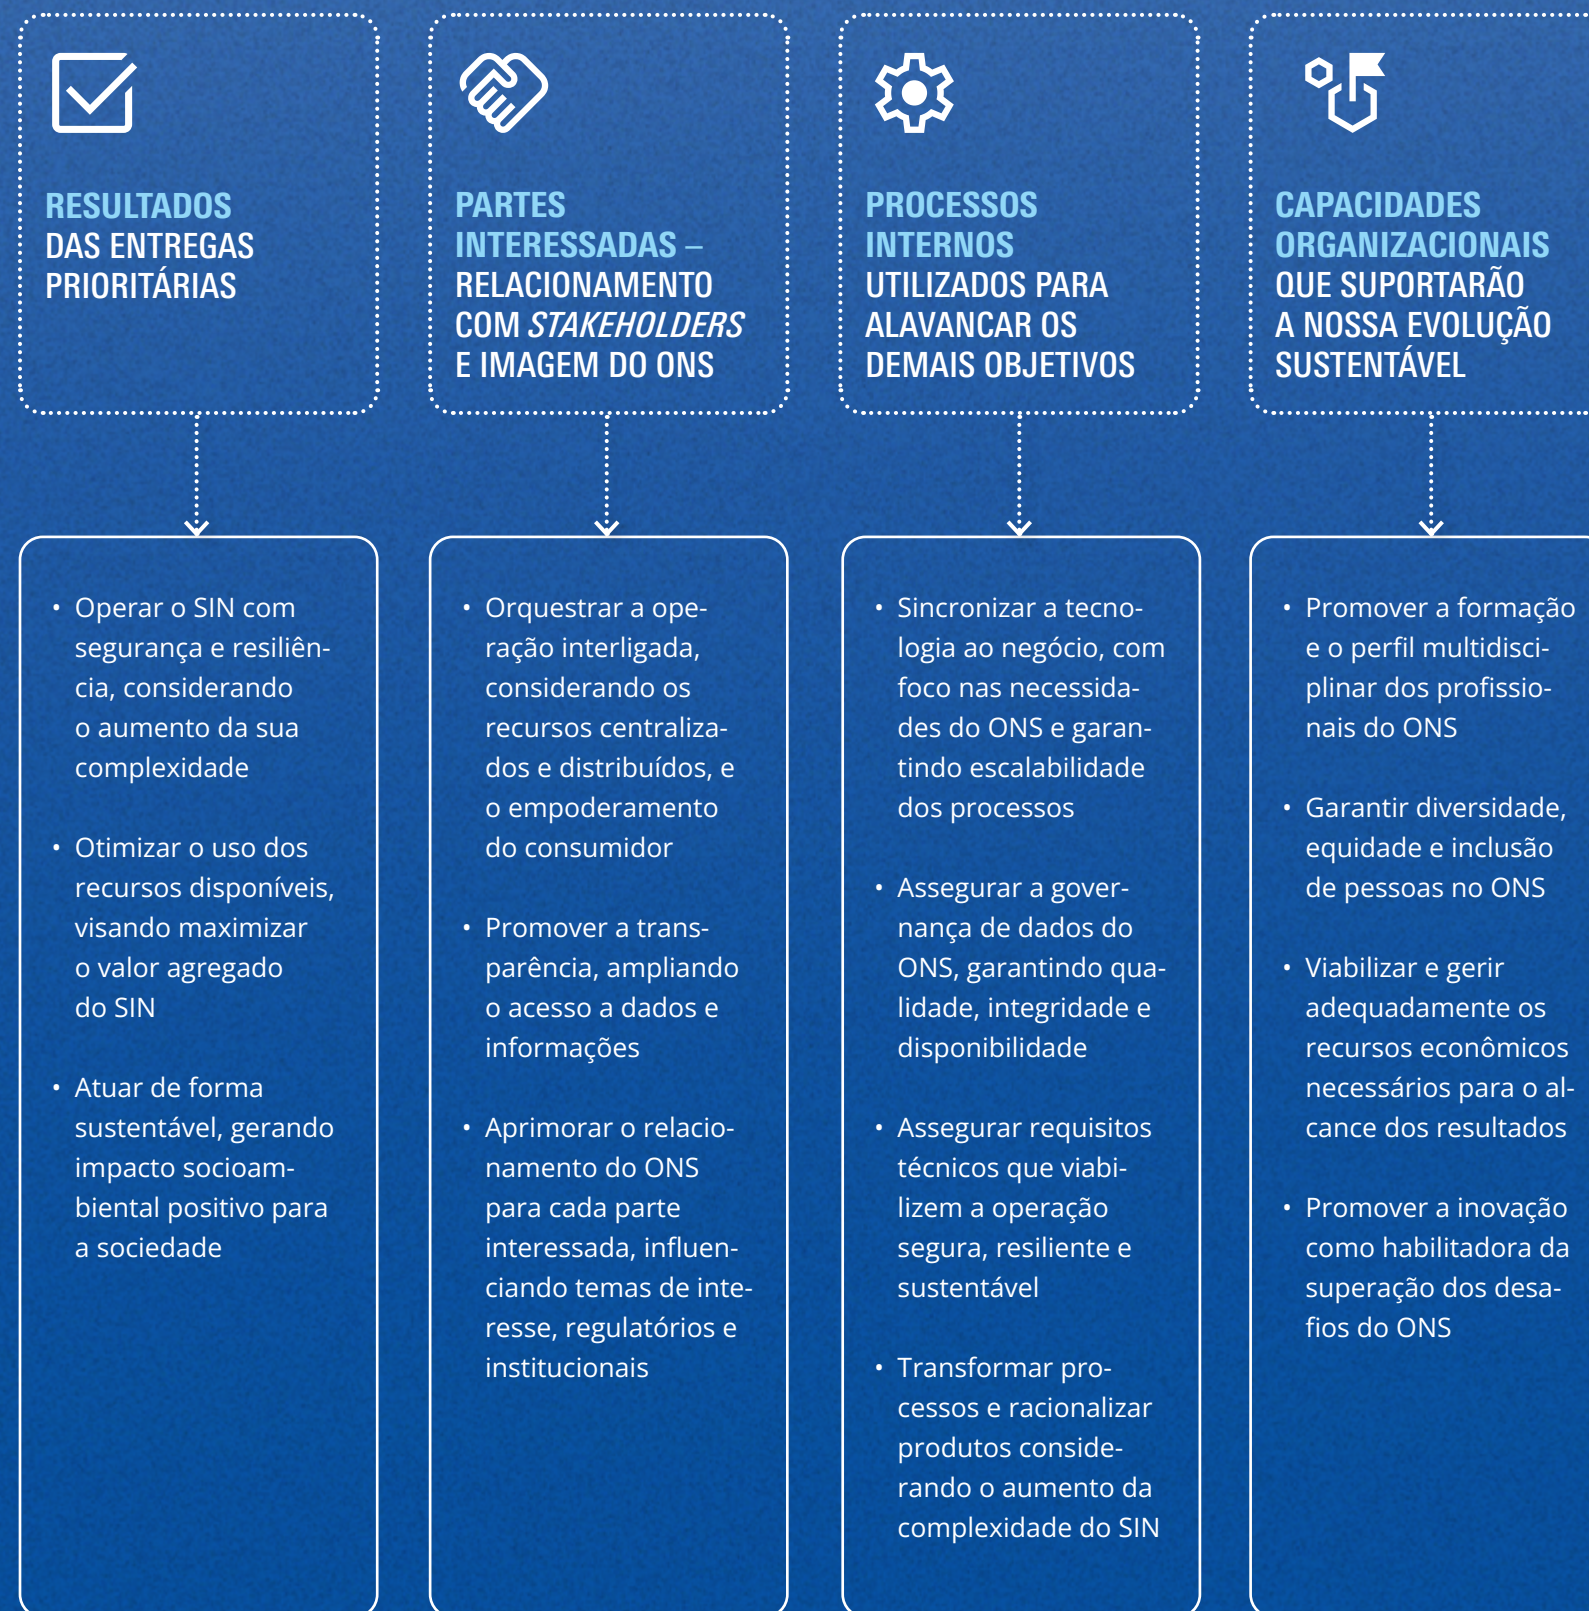 RESULTADOS
DAS ENTREGAS
PRIORITÁRIAS
• Operar o SIN com
segurança e resiliên-
cia, considerando
o aumento da sua
complexidade
• Otimizar o uso dos
recursos disponíveis,
visando maximizar
o valor agregado
do SIN
• Atuar de forma
sustentável, gerando
impacto socioam-
biental positivo para
a sociedade
PARTES
INTERESSADAS –
RELACIONAMENTO
COM STAKEHOLDERS
E IMAGEM DO ONS
• Orquestrar a ope-
ração interligada,
considerando os
recursos centraliza-
dos e distribuídos, e
o empoderamento
do consumidor
• Promover a trans-
parência, ampliando
o acesso a dados e
informações
• Aprimorar o relacio-
namento do ONS
para cada parte
interessada, influen-
ciando temas de inte-
resse, regulatórios e
institucionais
PROCESSOS
INTERNOS
UTILIZADOS PARA
ALAVANCAR OS
DEMAIS OBJETIVOS
• Sincronizar a tecno-
logia ao negócio, com
foco nas necessida-
des do ONS e garan-
tindo escalabilidade
dos processos
• Assegurar a gover-
nança de dados do
ONS, garantindo qua-
lidade, integridade e
disponibilidade
• Assegurar requisitos
técnicos que viabi-
lizem a operação
segura, resiliente e
sustentável
• Transformar pro-
cessos e racionalizar
produtos conside-
rando o aumento da
complexidade do SIN
CAPACIDADES
ORGANIZACIONAIS
QUE SUPORTARÃO
A NOSSA EVOLUÇÃO
SUSTENTÁVEL
• Promover a formação
e o perfil multidisci-
plinar dos profissio-
nais do ONS
• Garantir diversidade,
equidade e inclusão
de pessoas no ONS
• Viabilizar e gerir
adequadamente os
recursos econômicos
necessários para o al-
cance dos resultados
• Promover a inovação
como habilitadora da
superação dos desa-
fios do ONS